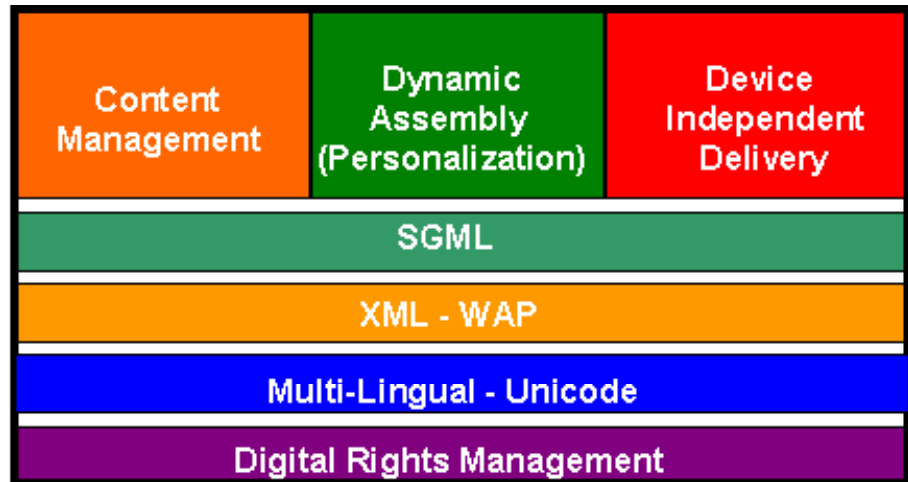 Content
Management
Dynamic
Assembly
(Personalization)
Device
Independent
Delivery
SGML
XML - WAP
Multi-Lingual - Unicode
Digital Rights Management